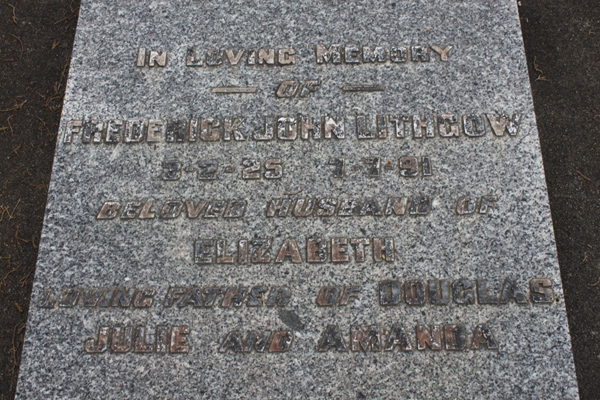 IN LOVING MEMORY
— OF —
FREDERICK JOHN LITHGOW
3-2-25 7-7-91
BELOVED HUSBAND OF
ELIZABETH
LOVING FATHER OF DOUGLAS
JULIE AND AMANDA